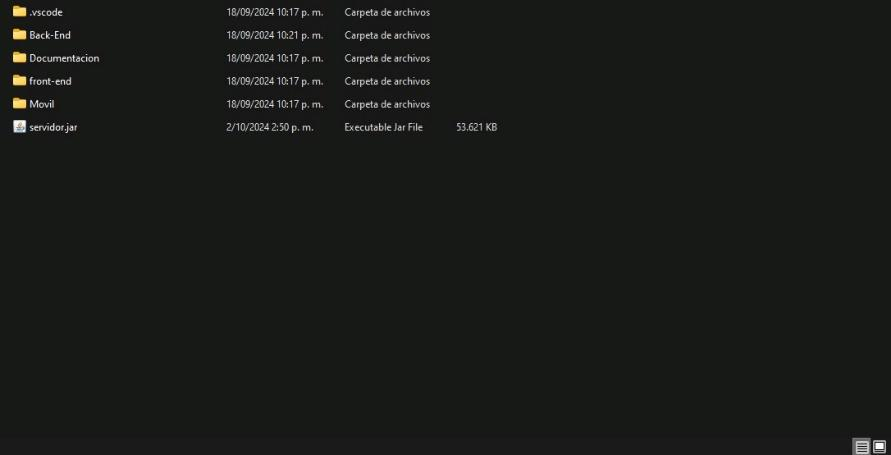 .vscode 18/09/2024 10:17 p. m. Carpeta de archivos
Back-End 18/09/2024 10:21 p. m. Carpeta de archivos
Documentacion 18/09/2024 10:17 p. m. Carpeta de archivos
front-end 18/09/2024 10:17 p. m. Carpeta de archivos
Movil 18/09/2024 10:17 p. m. Carpeta de archivos
servidor.jar 2/10/2024 2:50 p. m. Executable Jar File 53.621 KB